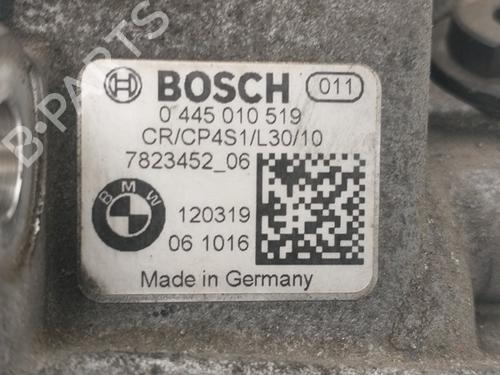 BOSCH 011
0 445 010 519
CR/CP4S1/L30/10
7823452_06
BMW
120319
06 1016
Made in Germany
B-PARTS